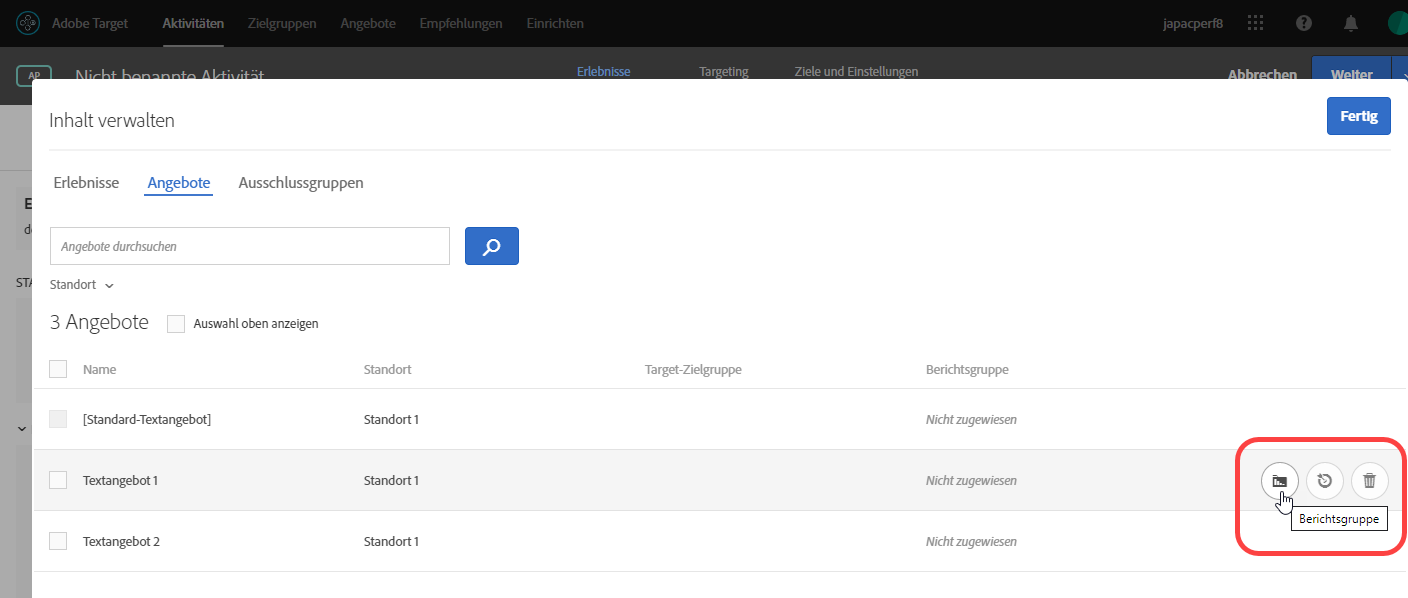 Adobe Target Aktivitäten Zielgruppen Angebote Empfehlungen Einrichten japacperf8
AP Nicht benannte Aktivität Erlebnisse Targeting Ziele und Einstellungen Abbrechen Weiter
Inhalt verwalten Fertig
Erlebnisse Angebote Ausschlussgruppen
Angebote durchsuchen
Standort
3 Angebote Auswahl oben anzeigen
Name Standort Target-Zielgruppe Berichtsgruppe
[Standard-Textangebot] Standort 1 Nicht zugewiesen
Textangebot 1 Standort 1 Nicht zugewiesen
Berichtsgruppe
Textangebot 2 Standort 1 Nicht zugewiesen